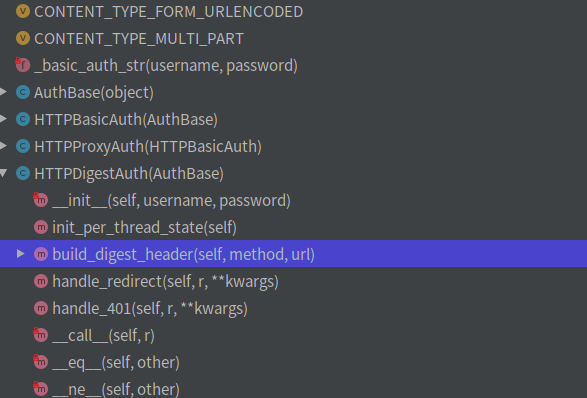 CONTENT_TYPE_FORM_URLENCODED
CONTENT_TYPE_MULTI_PART
_basic_auth_str(username, password)
AuthBase(object)
HTTPBasicAuth(AuthBase)
HTTPProxyAuth(HTTPBasicAuth)
HTTPDigestAuth(AuthBase)
__init__(self, username, password)
init_per_thread_state(self)
build_digest_header(self, method, url)
handle_redirect(self, r, **kwargs)
handle_401(self, r, **kwargs)
__call__(self, r)
__eq__(self, other)
__ne__(self, other)